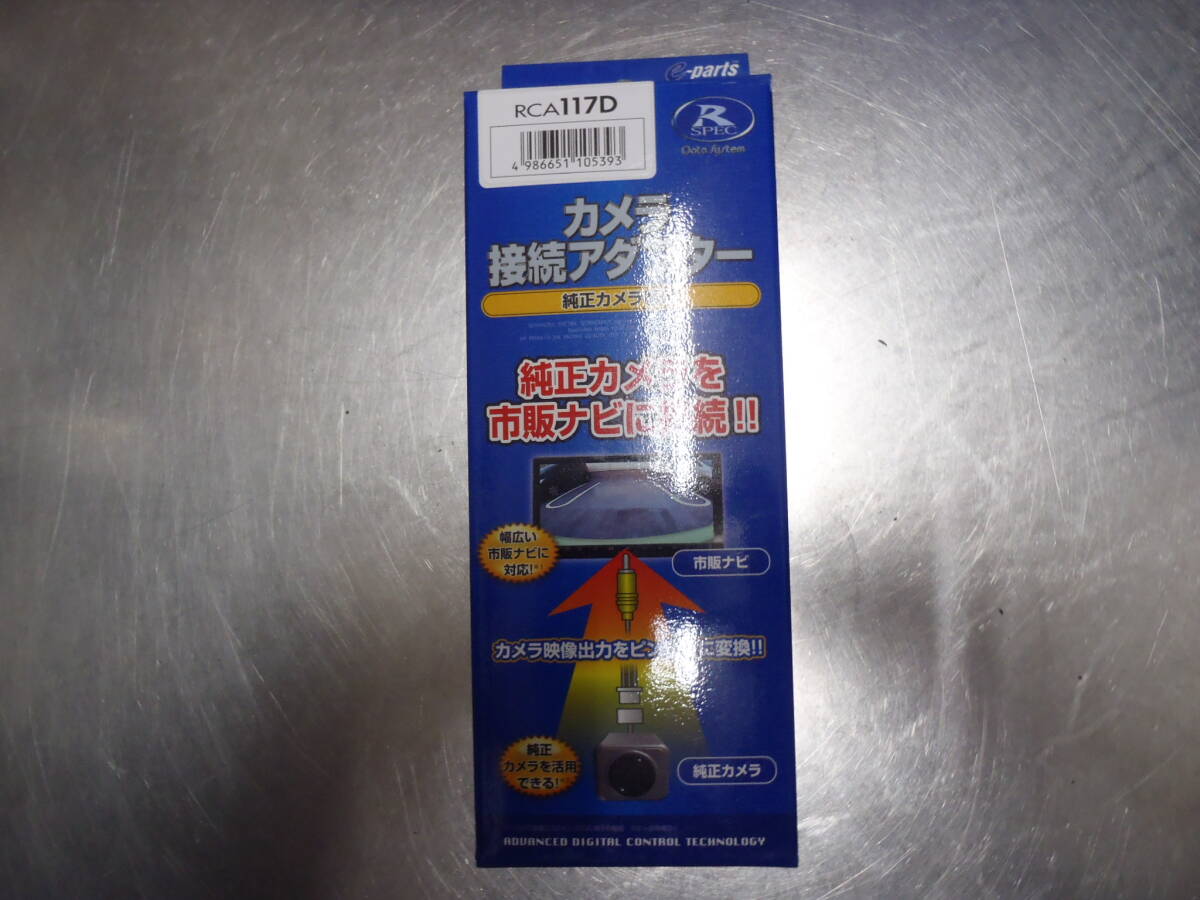 e-parts
RCA117D
4 986651 105393
R
SPEC
Data System
カメラ
接続アダプター
純正カメラ
純正カメラを
市販ナビに接続!!
幅広い
市販ナビに
対応!
市販ナビ
カメラ映像出力をピン に変換!!
純正
カメラを活用
できる!
純正カメラ
ADVANCED DIGITAL CONTROL TECHNOLOGY